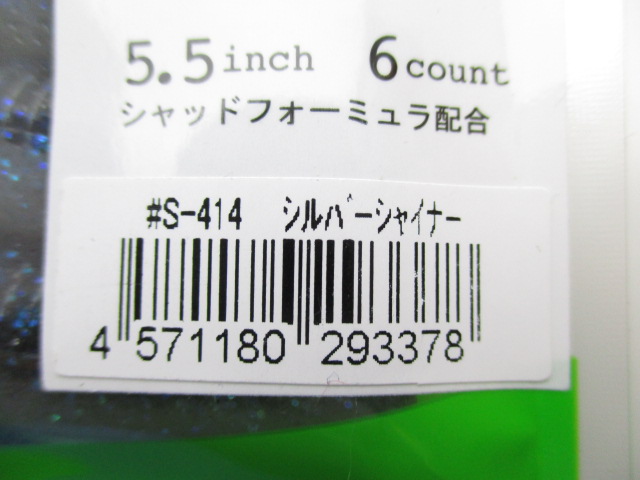 5.5inch 6count
シャッドフォーミュラ配合
#S-414 シルバーシャイナー
4 571180 293378